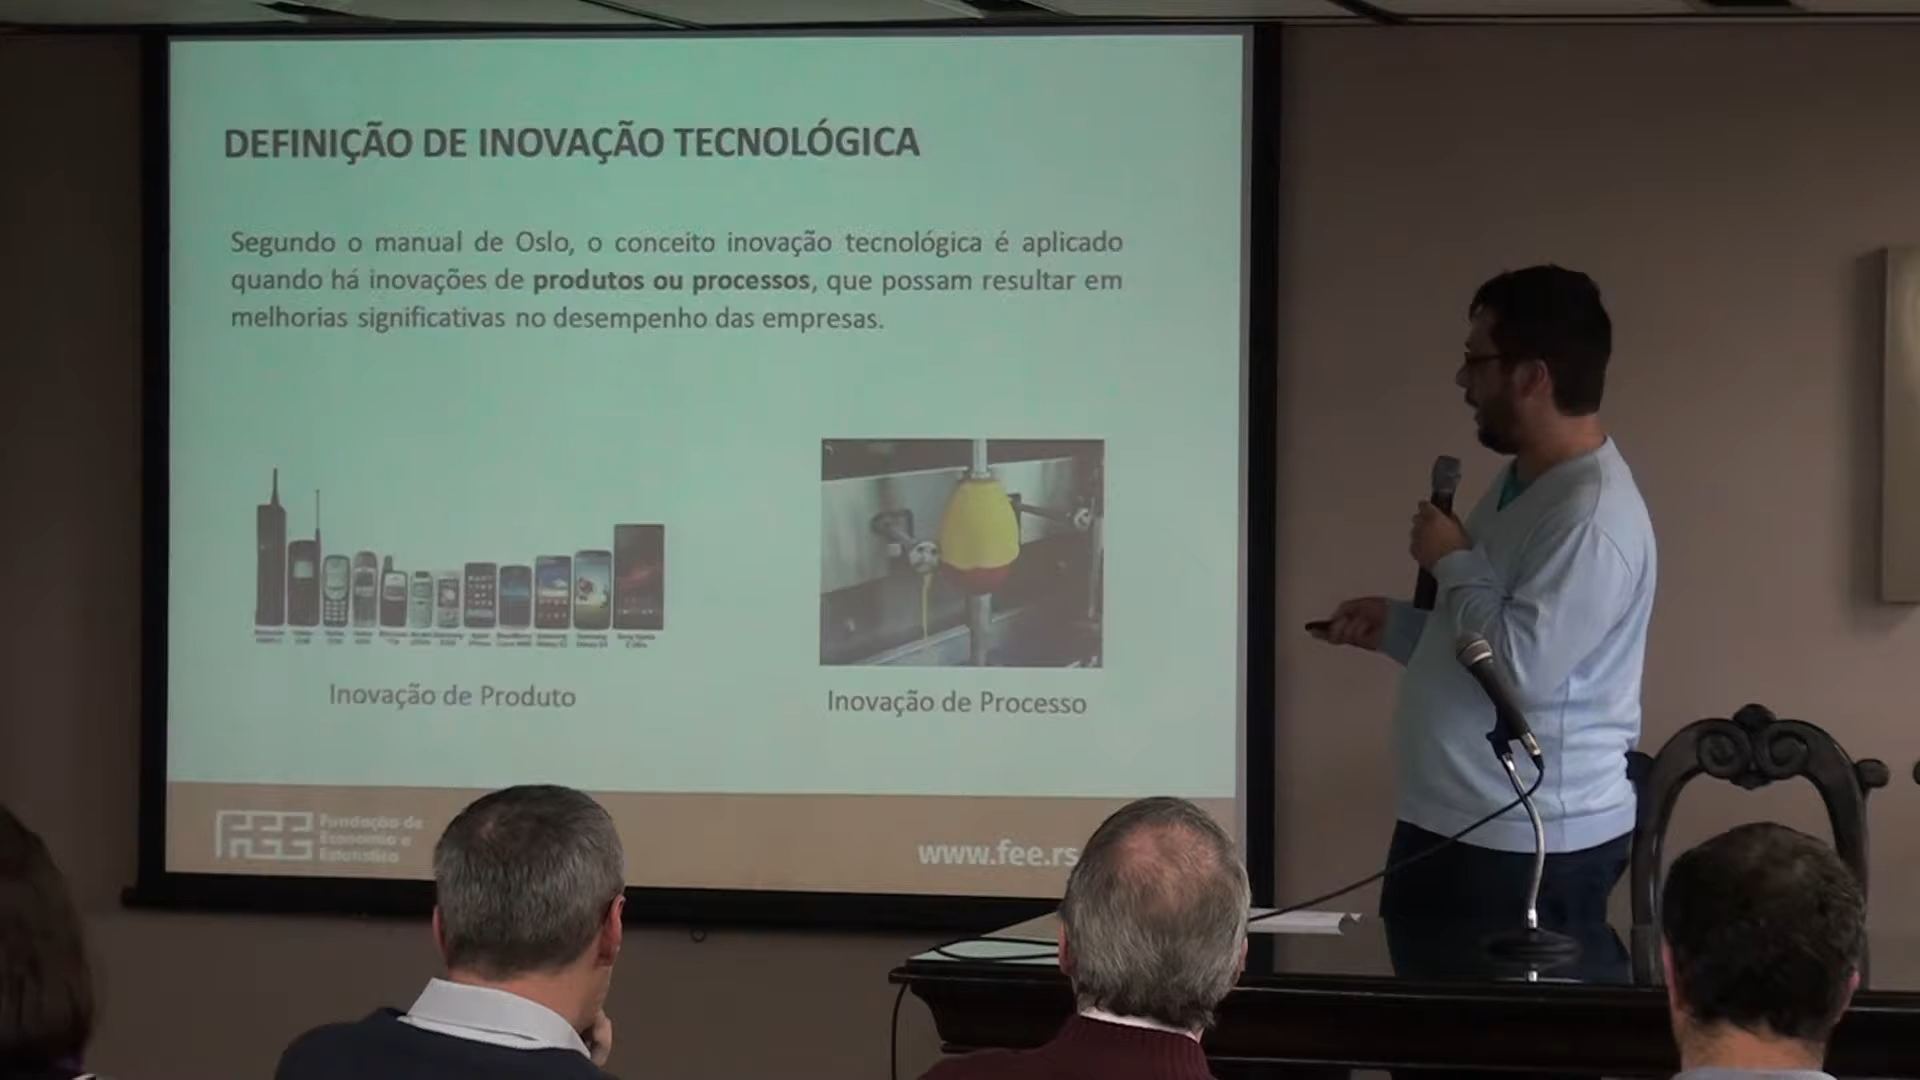 DEFINIÇÃO DE INOVAÇÃO TECNOLÓGICA
Segundo o manual de Oslo, o conceito inovação tecnológica é aplicado
quando há inovações de produtos ou processos, que possam resultar em
melhorias significativas no desempenho das empresas.
Inovação de Produto
Inovação de Processo
FEE
Fundação de
Economia e
Estatística
www.fee.rs